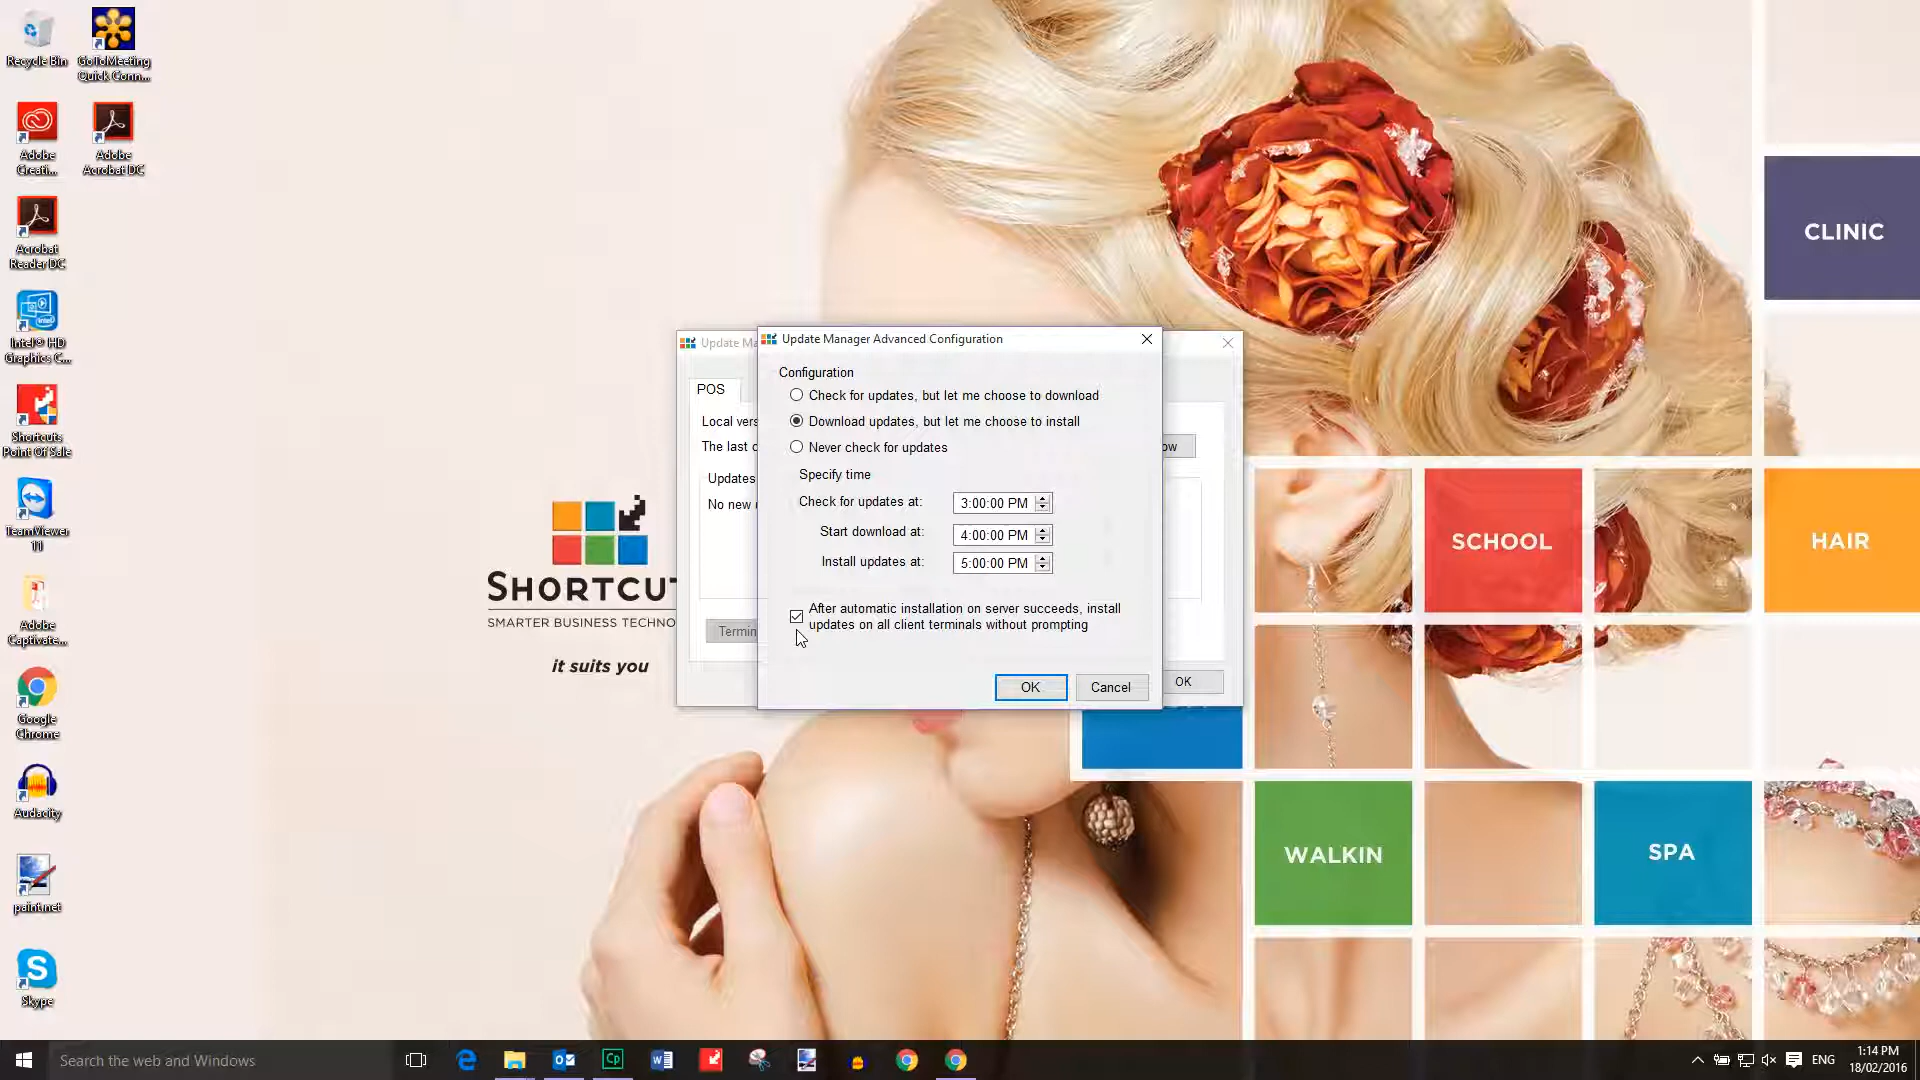 Recycle Bin
GoToMeeting
Quick Conn...
Adobe
Creati...
Adobe
Acrobat DC
Acrobat
Reader DC
Intel® HD
Graphics C...
Shortcuts
Point Of Sale
TeamViewer
11
Adobe
Captivate...
Google
Chrome
Audacity
paint.net
Skype
SHORTCU
SMARTER BUSINESS TECHNO
it suits you
CLINIC
SCHOOL
HAIR
WALKIN
SPA
Update Ma
POS
Local vers
The last c
ow
Updates
No new
Termin
OK
Update Manager Advanced Configuration
Configuration
Check for updates, but let me choose to download
Download updates, but let me choose to install
Never check for updates
Specify time
Check for updates at: 3:00:00 PM
Start download at: 4:00:00 PM
Install updates at: 5:00:00 PM
After automatic installation on server succeeds, install
updates on all client terminals without prompting
OK
Cancel
Search the web and Windows
ENG
1:14 PM
18/02/2016